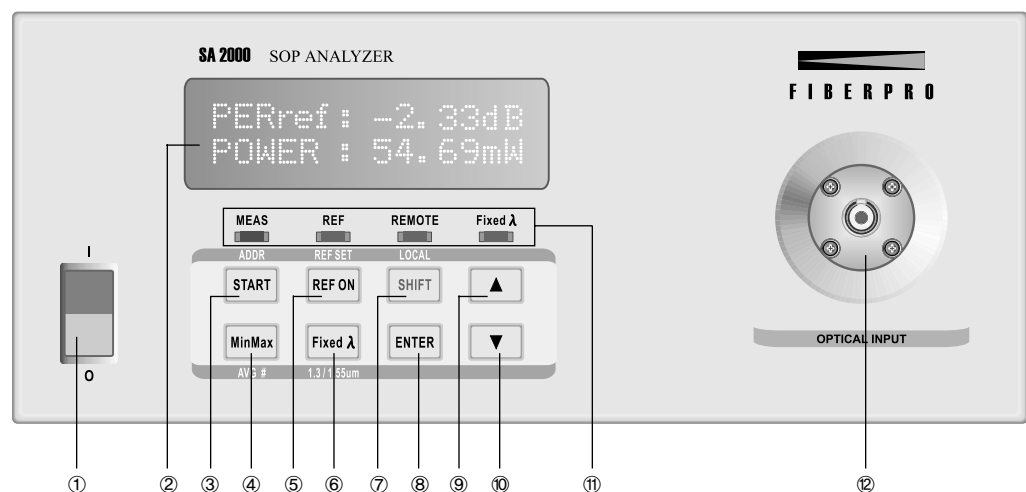 SA 2000 SOP ANALYZER
FIBERPRO
PERref: -2.33dB
POWER : 54.69mW
MEAS REF REMOTE Fixed λ
ADDR REF SET LOCAL
START REF ON SHIFT ▲
MinMax Fixed λ ENTER ▼
AVG # 1.3 / 1.55um
I
O
OPTICAL INPUT
① ② ③ ④ ⑤ ⑥ ⑦ ⑧ ⑨ ⑩ ⑪ ⑫